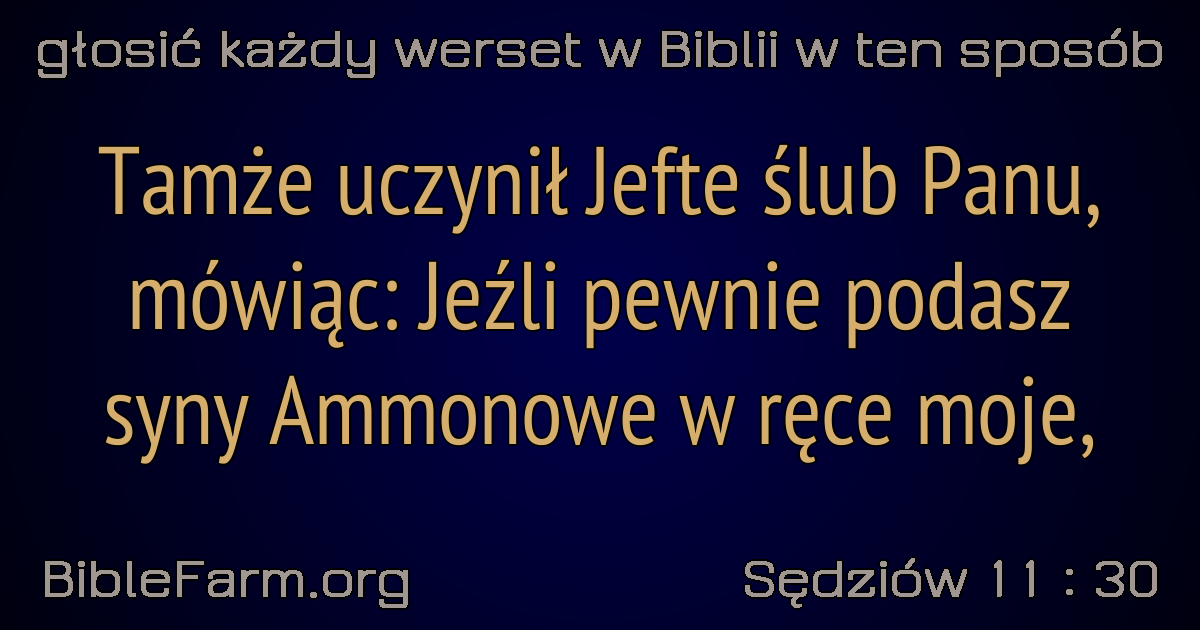 głosić każdy werset w Biblii w ten sposób
Tamże uczynił Jefte ślub Panu,
mówiąc: Jeźli pewnie podasz
syny Ammonowe w ręce moje,
BibleFarm.org
Sędziów 11 : 30